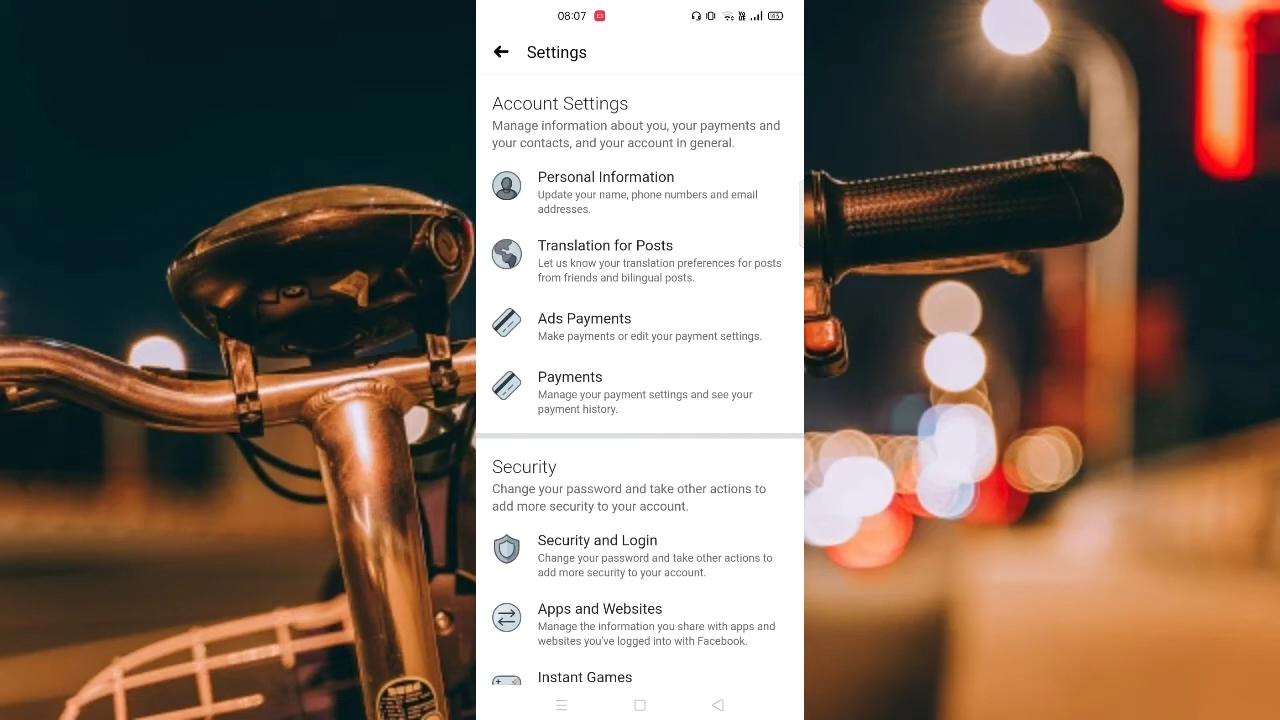 08:07
Settings
Account Settings
Manage information about you, your payments and
your contacts, and your account in general.
Personal Information
Update your name, phone numbers and email
addresses.
Translation for Posts
Let us know your translation preferences for posts
from friends and bilingual posts.
Ads Payments
Make payments or edit your payment settings.
Payments
Manage your payment settings and see your
payment history.
Security
Change your password and take other actions to
add more security to your account.
Security and Login
Change your password and take other actions to
add more security to your account.
Apps and Websites
Manage the information you share with apps and
websites you've logged into with Facebook.
Instant Games